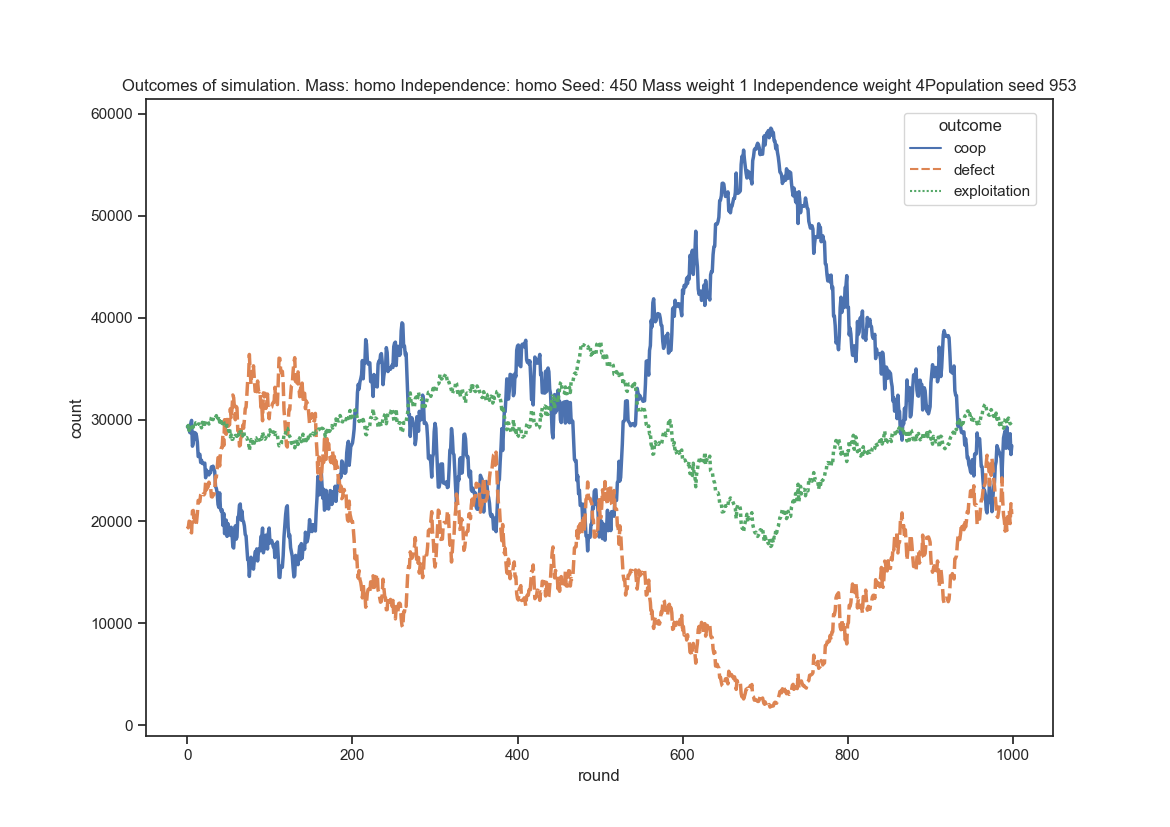 Outcomes of simulation. Mass: homo Independence: homo Seed: 450 Mass weight 1 Independence weight 4Population seed 953
60000
50000
40000
30000
20000
10000
0
count
outcome
coop
defect
exploitation
0
200
400
600
800
1000
round